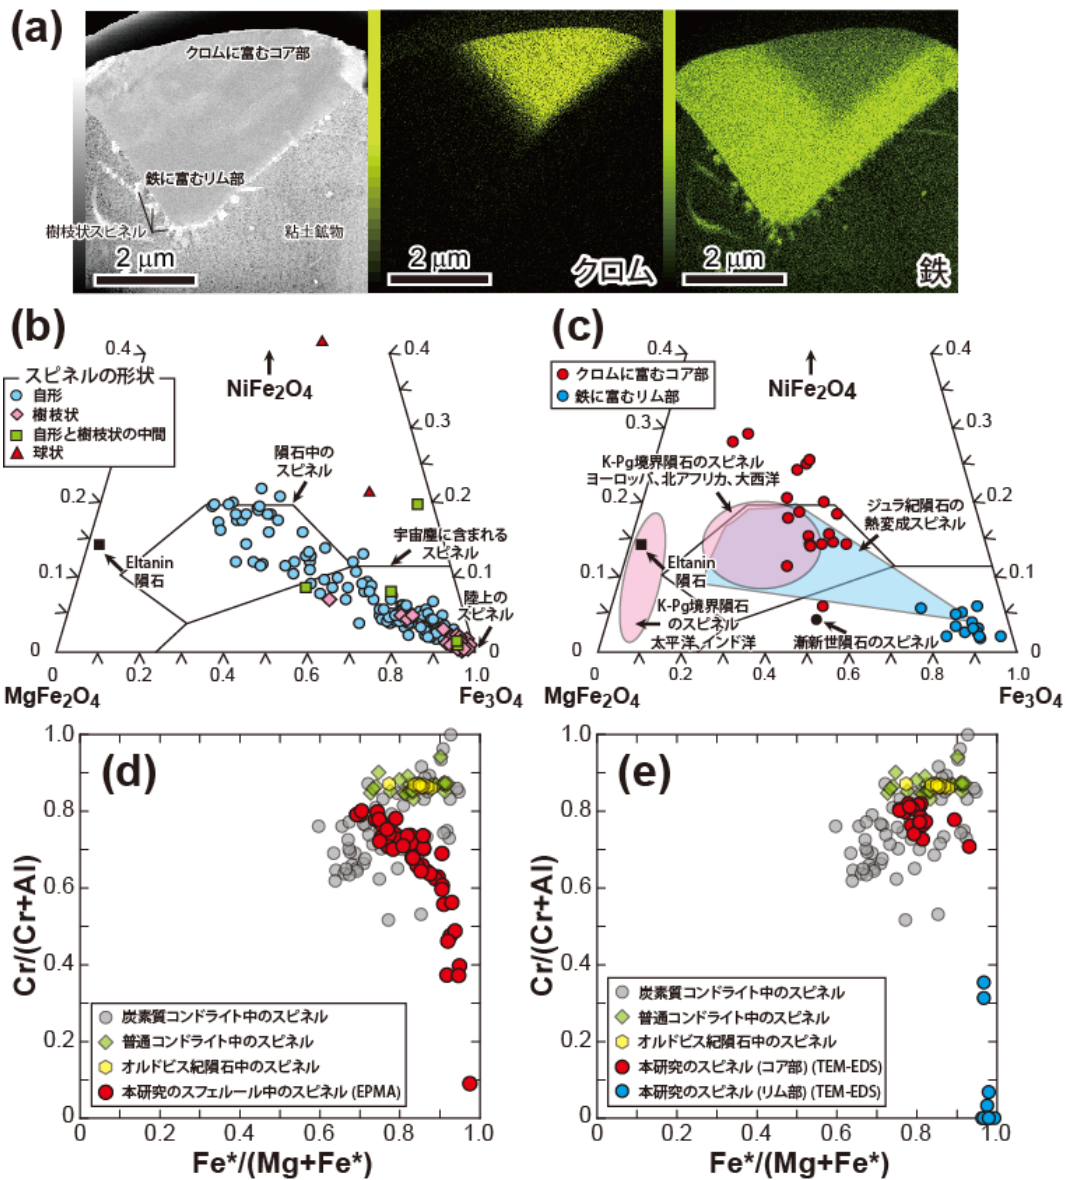 (a)
クロムに富むコア部
鉄に富むリム部
樹枝状スピネル
粘土鉱物
2 μm
2 μm
クロム
2 μm
鉄
(b)
0.4
0.4
NiFe2O4
スピネルの形状
自形
樹枝状
自形と樹枝状の中間
球状
0.3
隕石中の
スピネル
0.2
0.2
宇宙塵に含まれる
スピネル
Eltanin
隕石
0.1
0.1
陸上の
スピネル
0
0
0
0.2
0.4
0.6
0.8
1.0
MgFe2O4
Fe3O4
(c)
0.4
0.4
NiFe2O4
クロムに富むコア部
鉄に富むリム部
0.3
0.3
K-Pg境界隕石のスピネル
ヨーロッパ、北アフリカ、大西洋
0.2
0.2
ジュラ紀隕石の
熱変成スピネル
Eltanin
隕石
0.1
0.1
K-Pg境界隕石
のスピネル
太平洋、インド洋
漸新世隕石のスピネル
0
0
0
0.2
0.4
0.6
0.8
1.0
MgFe2O4
Fe3O4
(d)
1.0
0.8
0.6
0.4
0.2
0
Cr/(Cr+Al)
炭素質コンドライト中のスピネル
普通コンドライト中のスピネル
オルドビス紀隕石中のスピネル
本研究のスフェルール中のスピネル (EPMA)
0
0.2
0.4
0.6
0.8
1.0
Fe*/(Mg+Fe*)
(e)
1.0
0.8
0.6
0.4
0.2
0
Cr/(Cr+Al)
炭素質コンドライト中のスピネル
普通コンドライト中のスピネル
オルドビス紀隕石中のスピネル
本研究のスピネル (コア部) (TEM-EDS)
本研究のスピネル (リム部) (TEM-EDS)
0
0.2
0.4
0.6
0.8
1.0
Fe*/(Mg+Fe*)